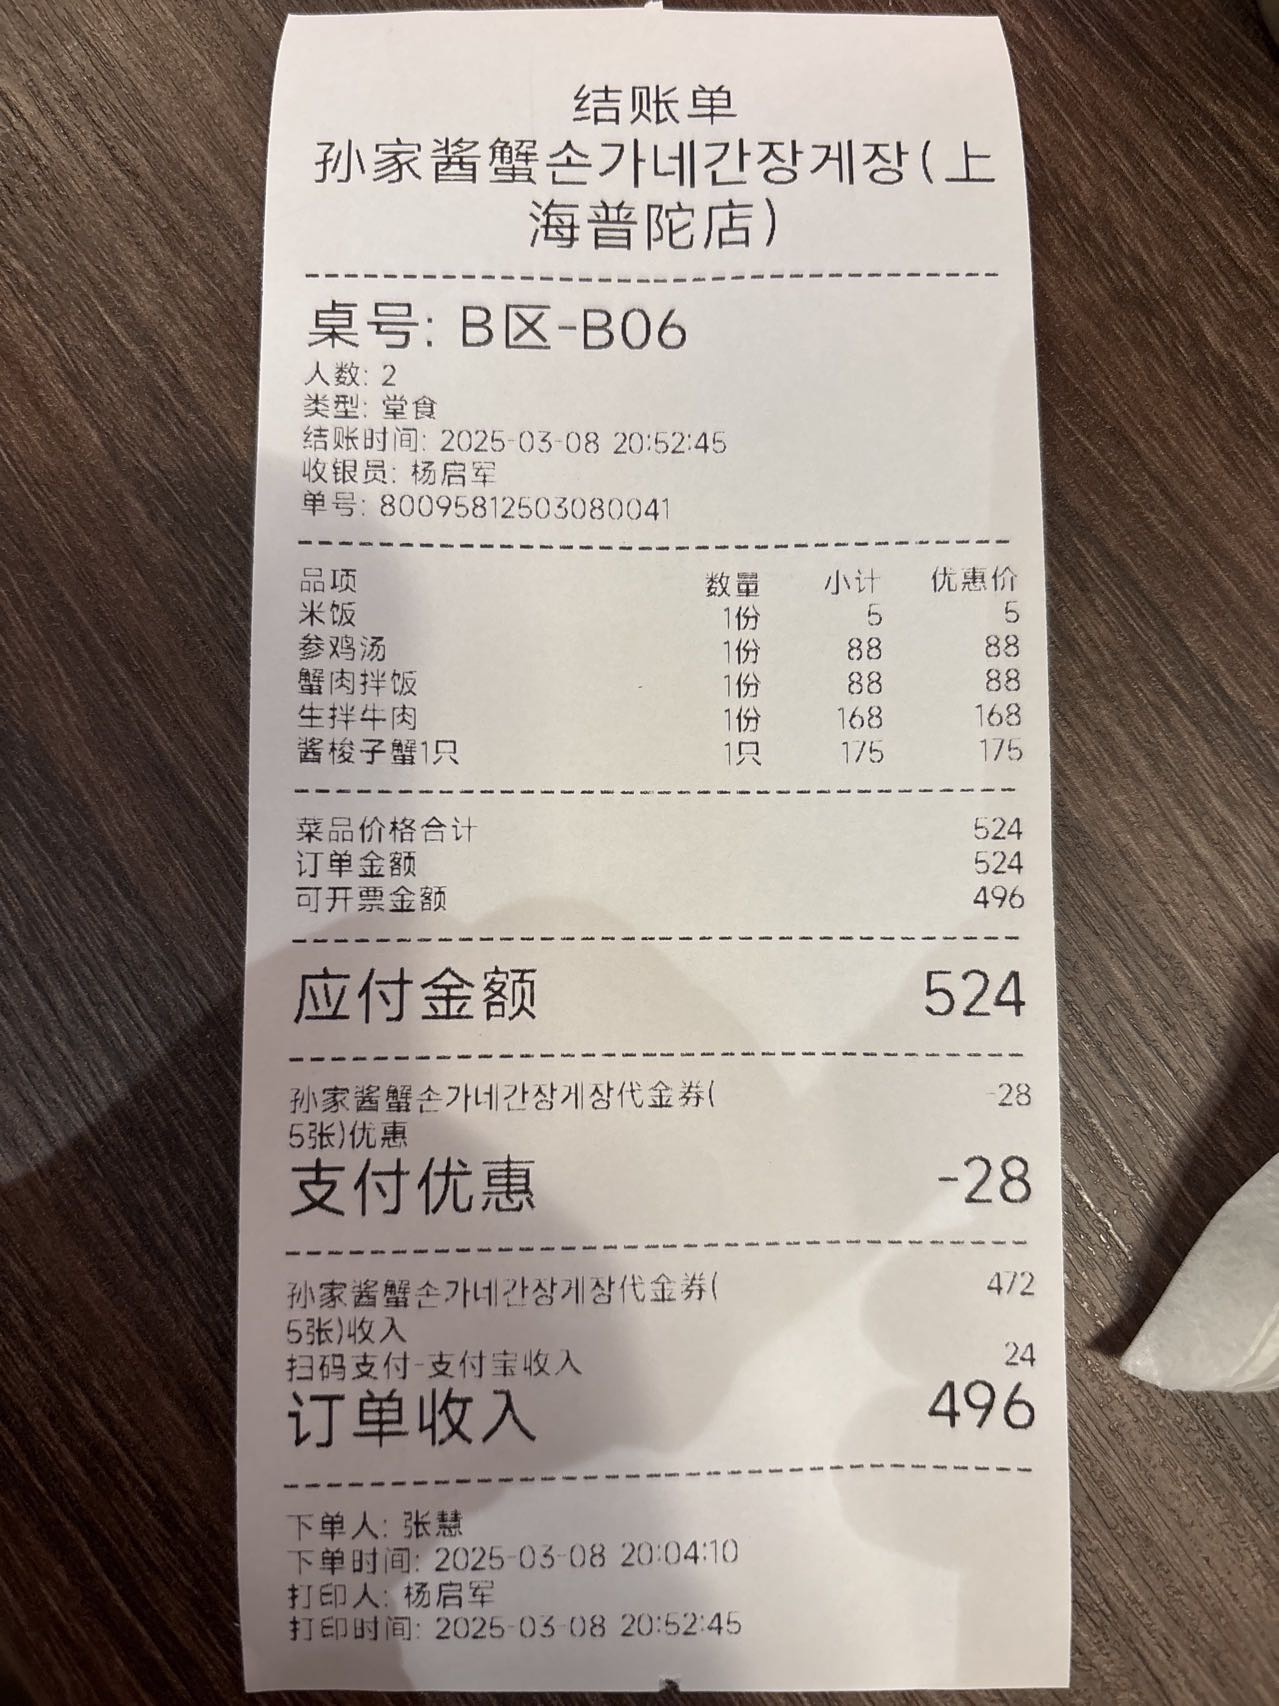 结账单
孙家酱蟹손가네간장게장(上
海普陀店)
桌号: B区-B06
人数: 2
类型: 堂食
结账时间: 2025-03-08 20:52:45
收银员: 杨启军
单号: 80095812503080041
品项 数量 小计 优惠价
米饭 1份 5 5
参鸡汤 1份 88 88
蟹肉拌饭 1份 88 88
生拌牛肉 1份 168 168
酱梭子蟹1只 1只 175 175
菜品价格合计 524
订单金额 524
可开票金额 496
应付金额 524
孙家酱蟹손가네간장게장代金券( -28
5张)优惠
支付优惠 -28
孙家酱蟹손가네간장게장代金券( 472
5张)收入
扫码支付-支付宝收入 24
订单收入 496
下单人: 张慧
下单时间: 2025-03-08 20:04:10
打印人: 杨启军
打印时间: 2025-03-08 20:52:45